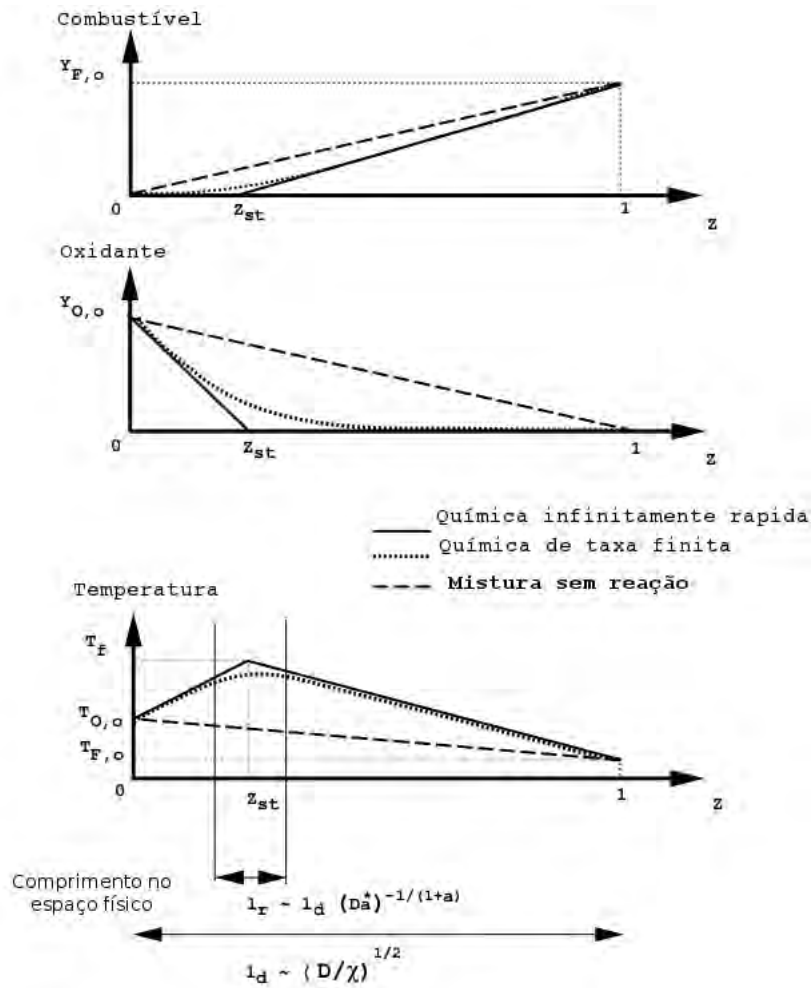 Combustível
Y_F,o
0 Z_st 1 Z
Oxidante
Y_O,o
0 Z_st 1 Z
Química infinitamente rapida
Química de taxa finita
Mistura sem reação
Temperatura
T_f
T_O,o
T_F,o
0 Z_st 1 Z
Comprimento no
espaço físico
l_r ~ l_d (Da^*)^-1/(1+a)
l_d ~ (D/χ)^1/2